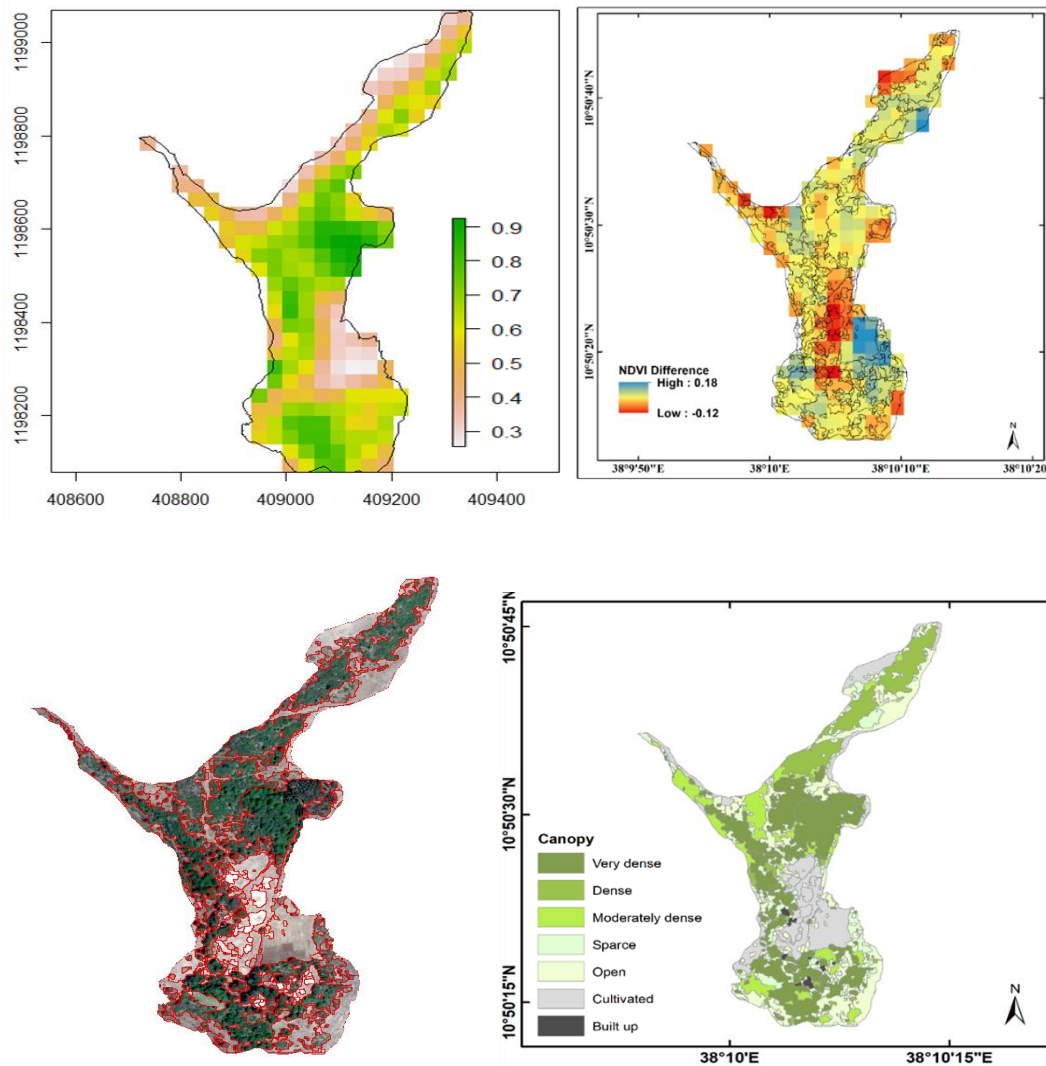 1199000
1198800
1198600
1198400
1198200
408600 408800 409000 409200 409400
0.9
0.8
0.7
0.6
0.5
0.4
0.3
10°50'40"N
10°50'30"N
10°50'20"N
NDVI Difference
High : 0.18
Low : -0.12
N
38°9'50"E 38°10'E 38°10'10"E 38°10'20
10°50'45"N
10°50'30"N
10°50'15"N
Canopy
Very dense
Dense
Moderately dense
Sparce
Open
Cultivated
Built up
N
38°10'E 38°10'15"E